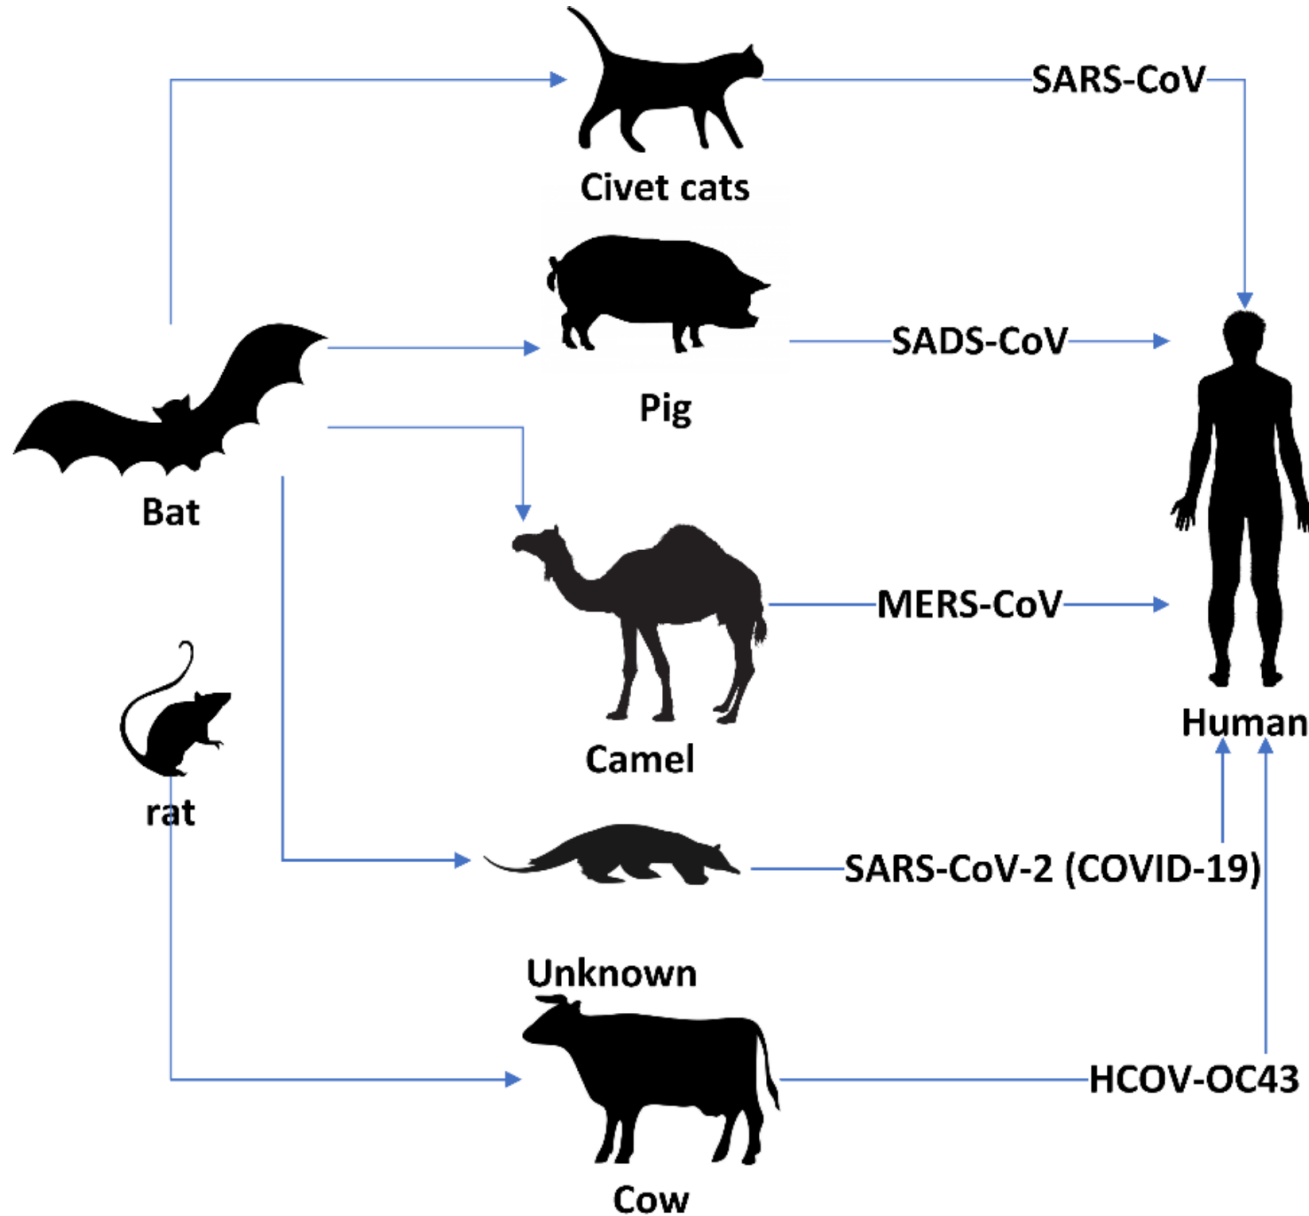 SARS-CoV
Civet cats
SADS-CoV
Pig
Bat
MERS-CoV
Human
Camel
rat
SARS-CoV-2 (COVID-19)
Unknown
HCOV-OC43
Cow